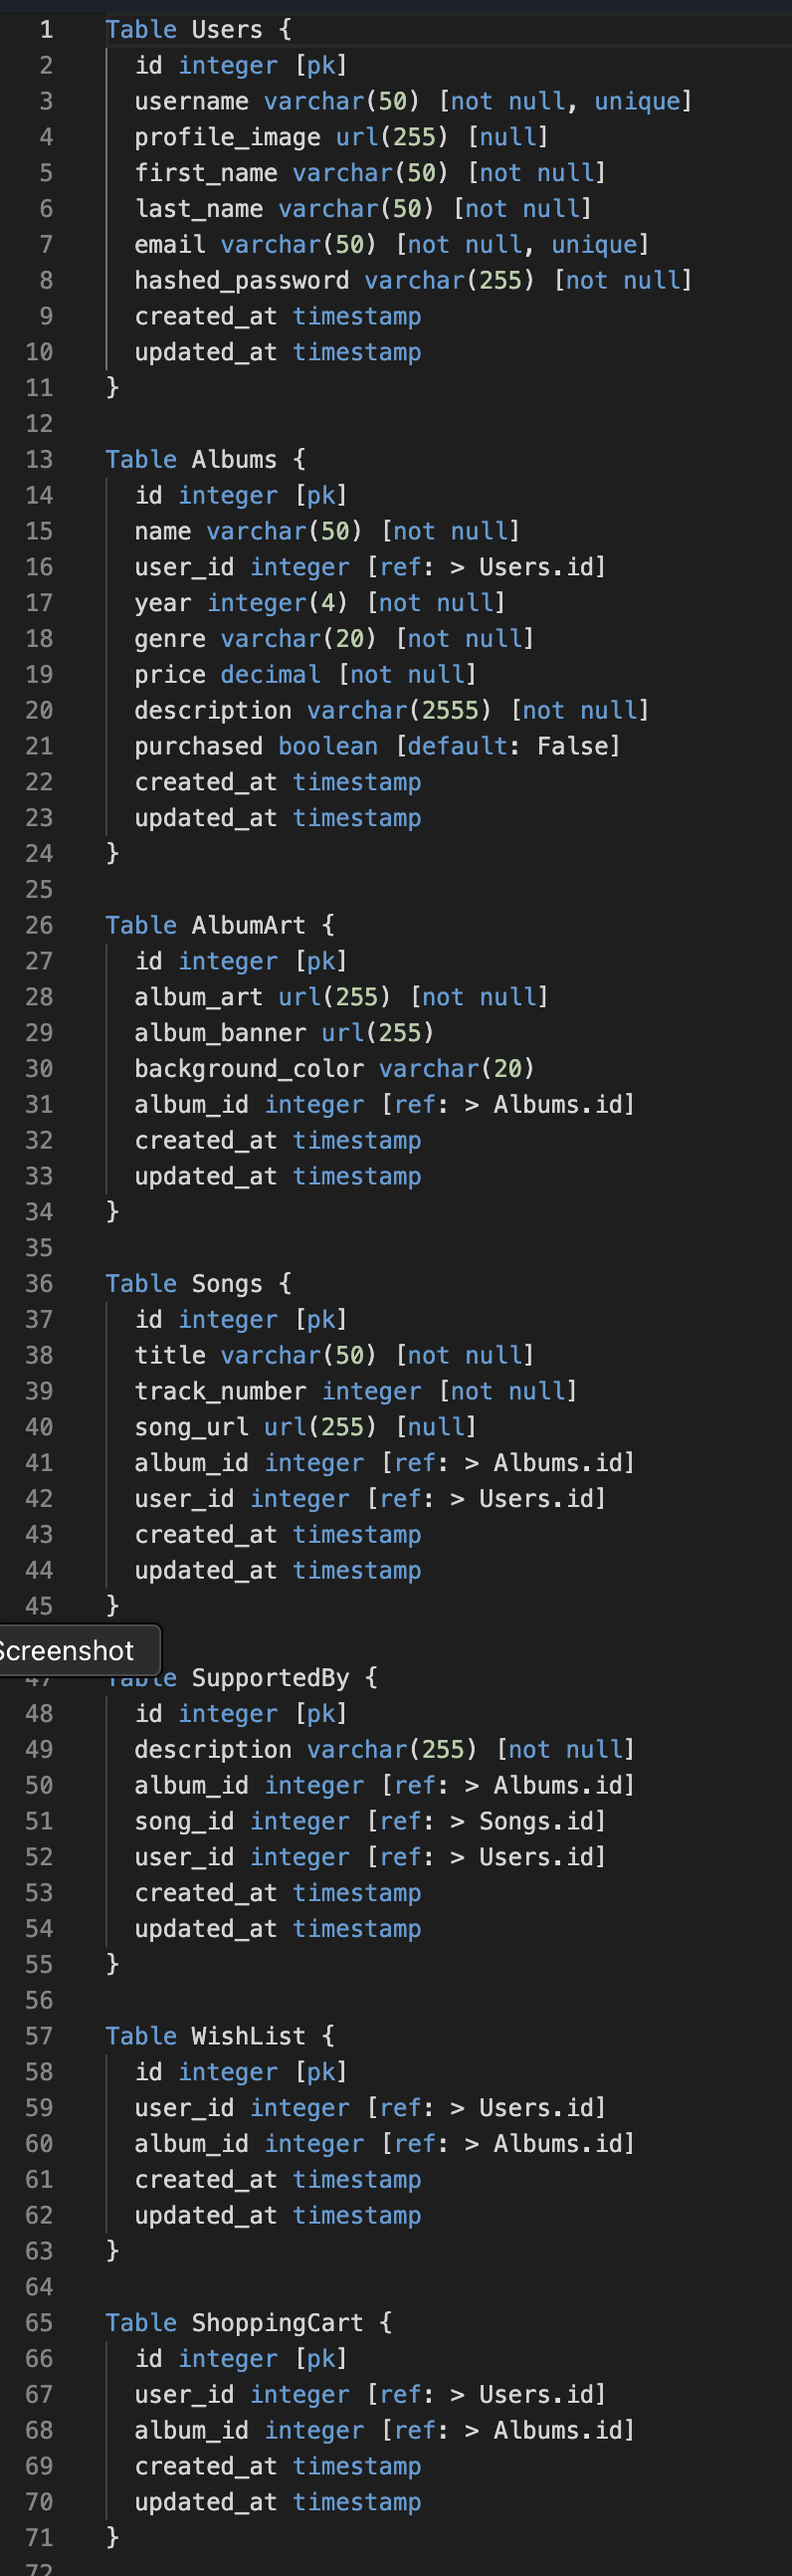 1 Table Users {
2 id integer [pk]
3 username varchar(50) [not null, unique]
4 profile_image url(255) [null]
5 first_name varchar(50) [not null]
6 last_name varchar(50) [not null]
7 email varchar(50) [not null, unique]
8 hashed_password varchar(255) [not null]
9 created_at timestamp
10 updated_at timestamp
11 }
12
13 Table Albums {
14 id integer [pk]
15 name varchar(50) [not null]
16 user_id integer [ref: > Users.id]
17 year integer(4) [not null]
18 genre varchar(20) [not null]
19 price decimal [not null]
20 description varchar(2555) [not null]
21 purchased boolean [default: False]
22 created_at timestamp
23 updated_at timestamp
24 }
25
26 Table AlbumArt {
27 id integer [pk]
28 album_art url(255) [not null]
29 album_banner url(255)
30 background_color varchar(20)
31 album_id integer [ref: > Albums.id]
32 created_at timestamp
33 updated_at timestamp
34 }
35
36 Table Songs {
37 id integer [pk]
38 title varchar(50) [not null]
39 track_number integer [not null]
40 song_url url(255) [null]
41 album_id integer [ref: > Albums.id]
42 user_id integer [ref: > Users.id]
43 created_at timestamp
44 updated_at timestamp
45 }
Screenshot
47 Table SupportedBy {
48 id integer [pk]
49 description varchar(255) [not null]
50 album_id integer [ref: > Albums.id]
51 song_id integer [ref: > Songs.id]
52 user_id integer [ref: > Users.id]
53 created_at timestamp
54 updated_at timestamp
55 }
56
57 Table WishList {
58 id integer [pk]
59 user_id integer [ref: > Users.id]
60 album_id integer [ref: > Albums.id]
61 created_at timestamp
62 updated_at timestamp
63 }
64
65 Table ShoppingCart {
66 id integer [pk]
67 user_id integer [ref: > Users.id]
68 album_id integer [ref: > Albums.id]
69 created_at timestamp
70 updated_at timestamp
71 }
72